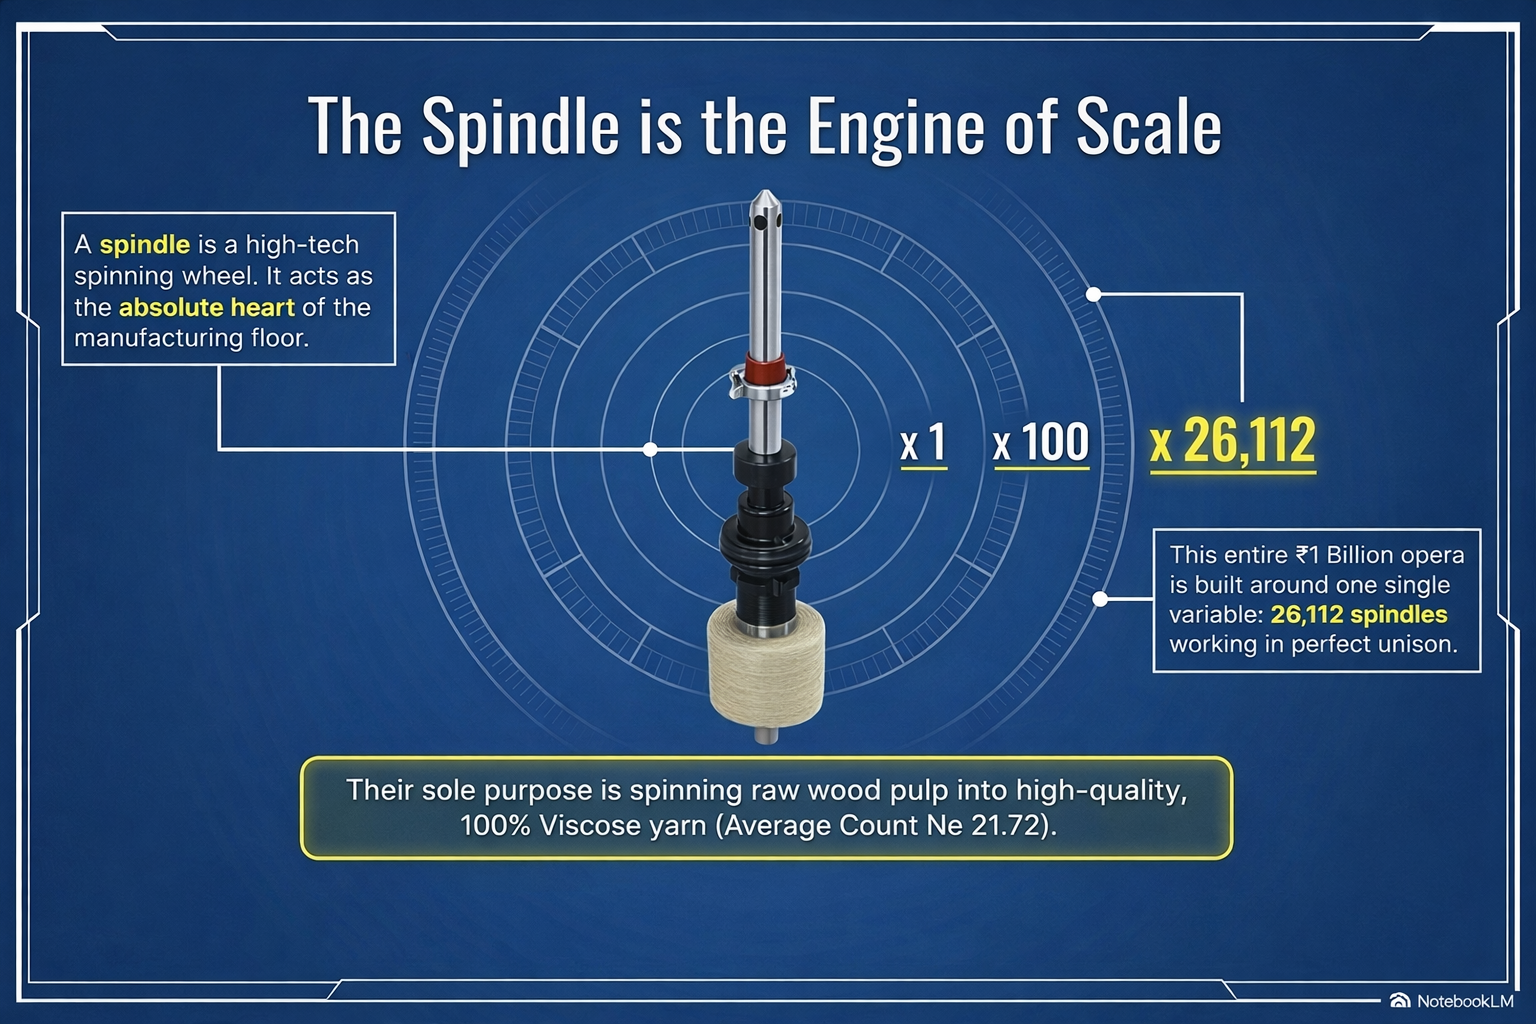 The Spindle is the Engine of Scale
A spindle is a high-tech
spinning wheel. It acts as
the absolute heart of the
manufacturing floor.
x 1
x 100
x 26,112
This entire ₹1 Billion opera
is built around one single
variable: 26,112 spindles
working in perfect unison.
Their sole purpose is spinning raw wood pulp into high-quality,
100% Viscose yarn (Average Count Ne 21.72).
NotebookLM